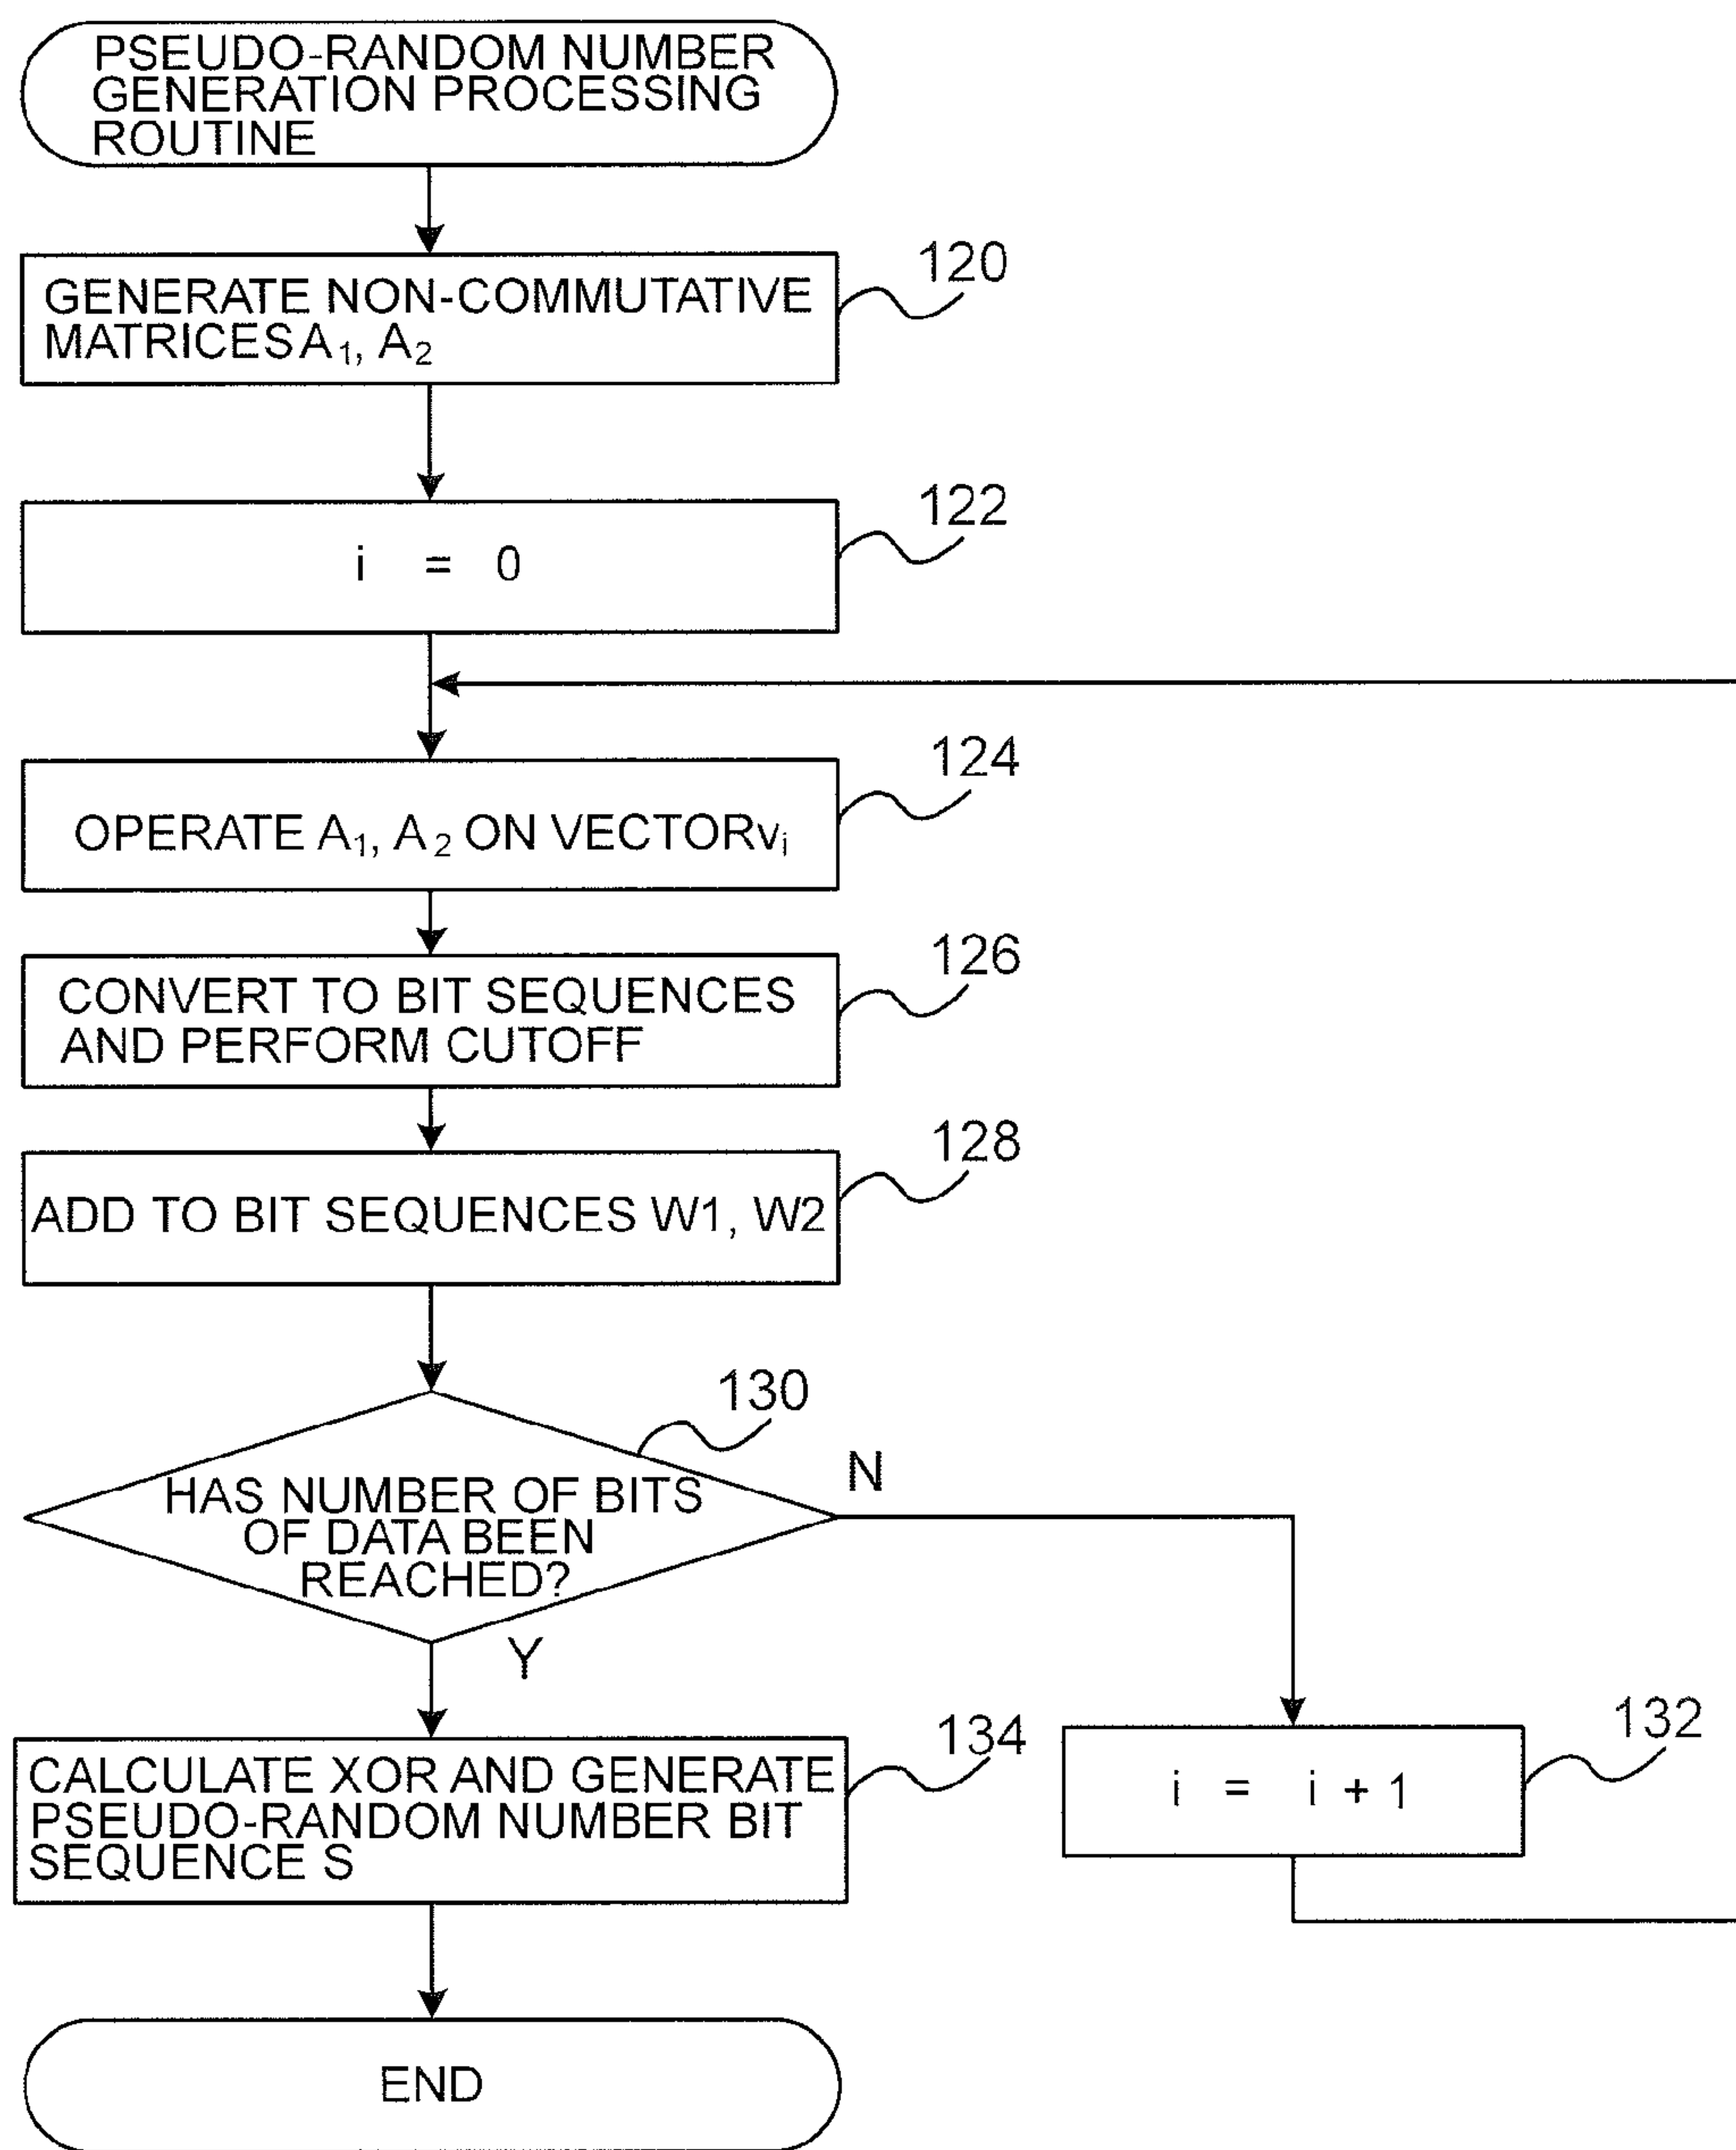 PSEUDO-RANDOM NUMBER
GENERATION PROCESSING
ROUTINE
120
GENERATE NON-COMMUTATIVE
MATRICES A₁, A₂
122
i = 0
124
OPERATE A₁, A₂ ON VECTORvᵢ
126
CONVERT TO BIT SEQUENCES
AND PERFORM CUTOFF
128
ADD TO BIT SEQUENCES W1, W2
130
N
HAS NUMBER OF BITS
OF DATA BEEN
REACHED?
Y
134
CALCULATE XOR AND GENERATE
PSEUDO-RANDOM NUMBER BIT
SEQUENCE S
132
i = i + 1
END